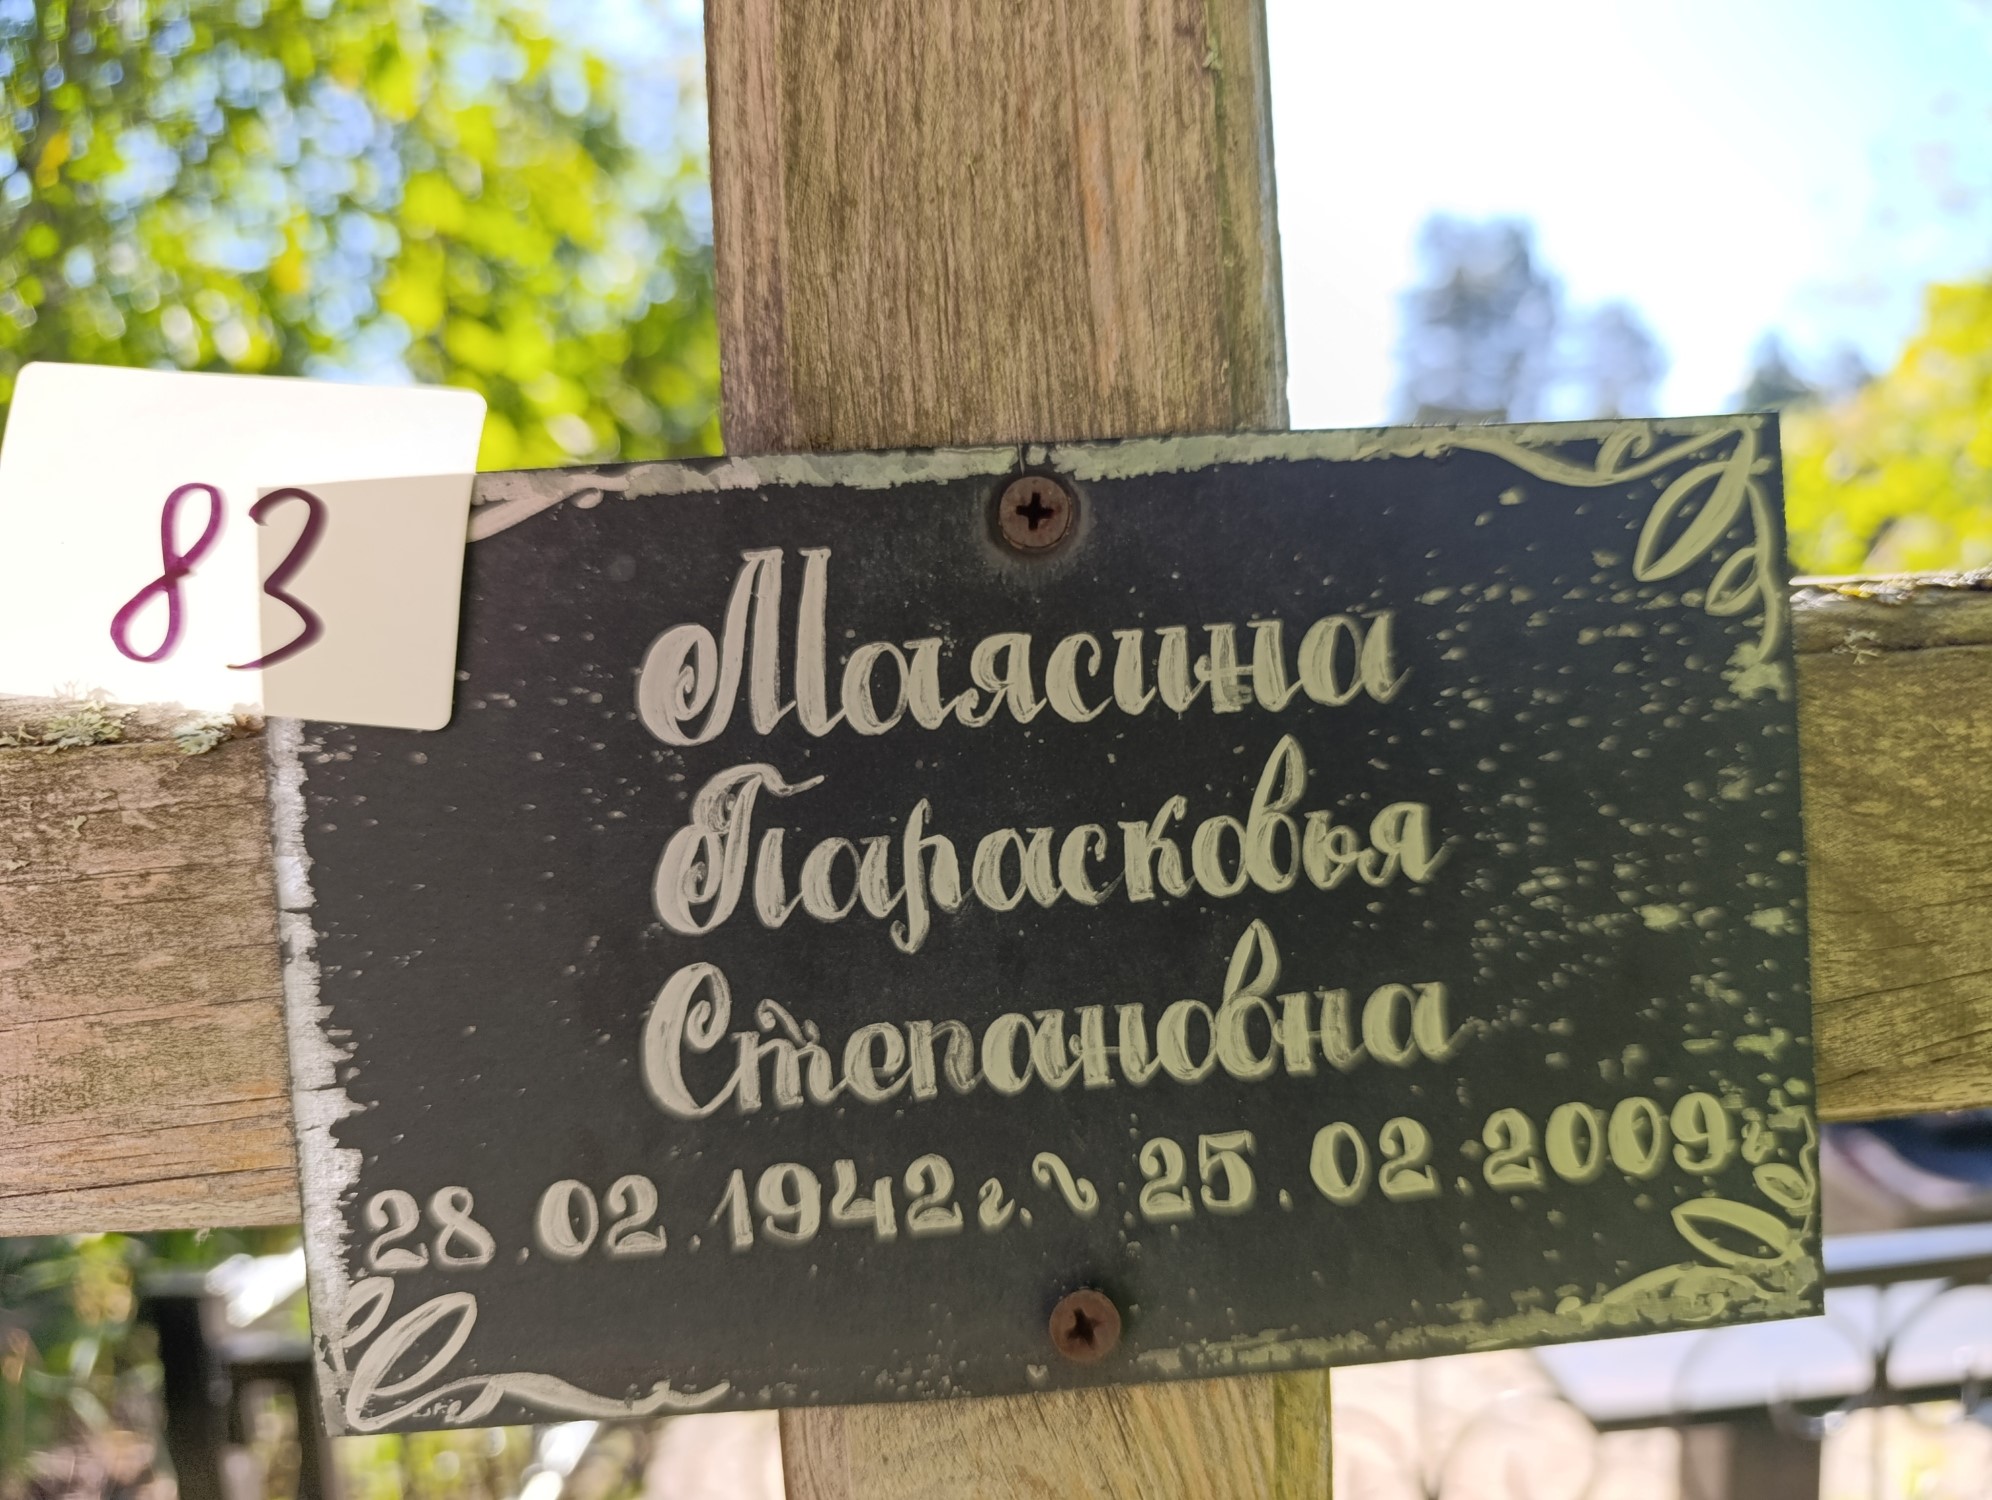 83
Маясина
Парасковья
Степановна
28.02.1942г. ~ 25.02.2009г.